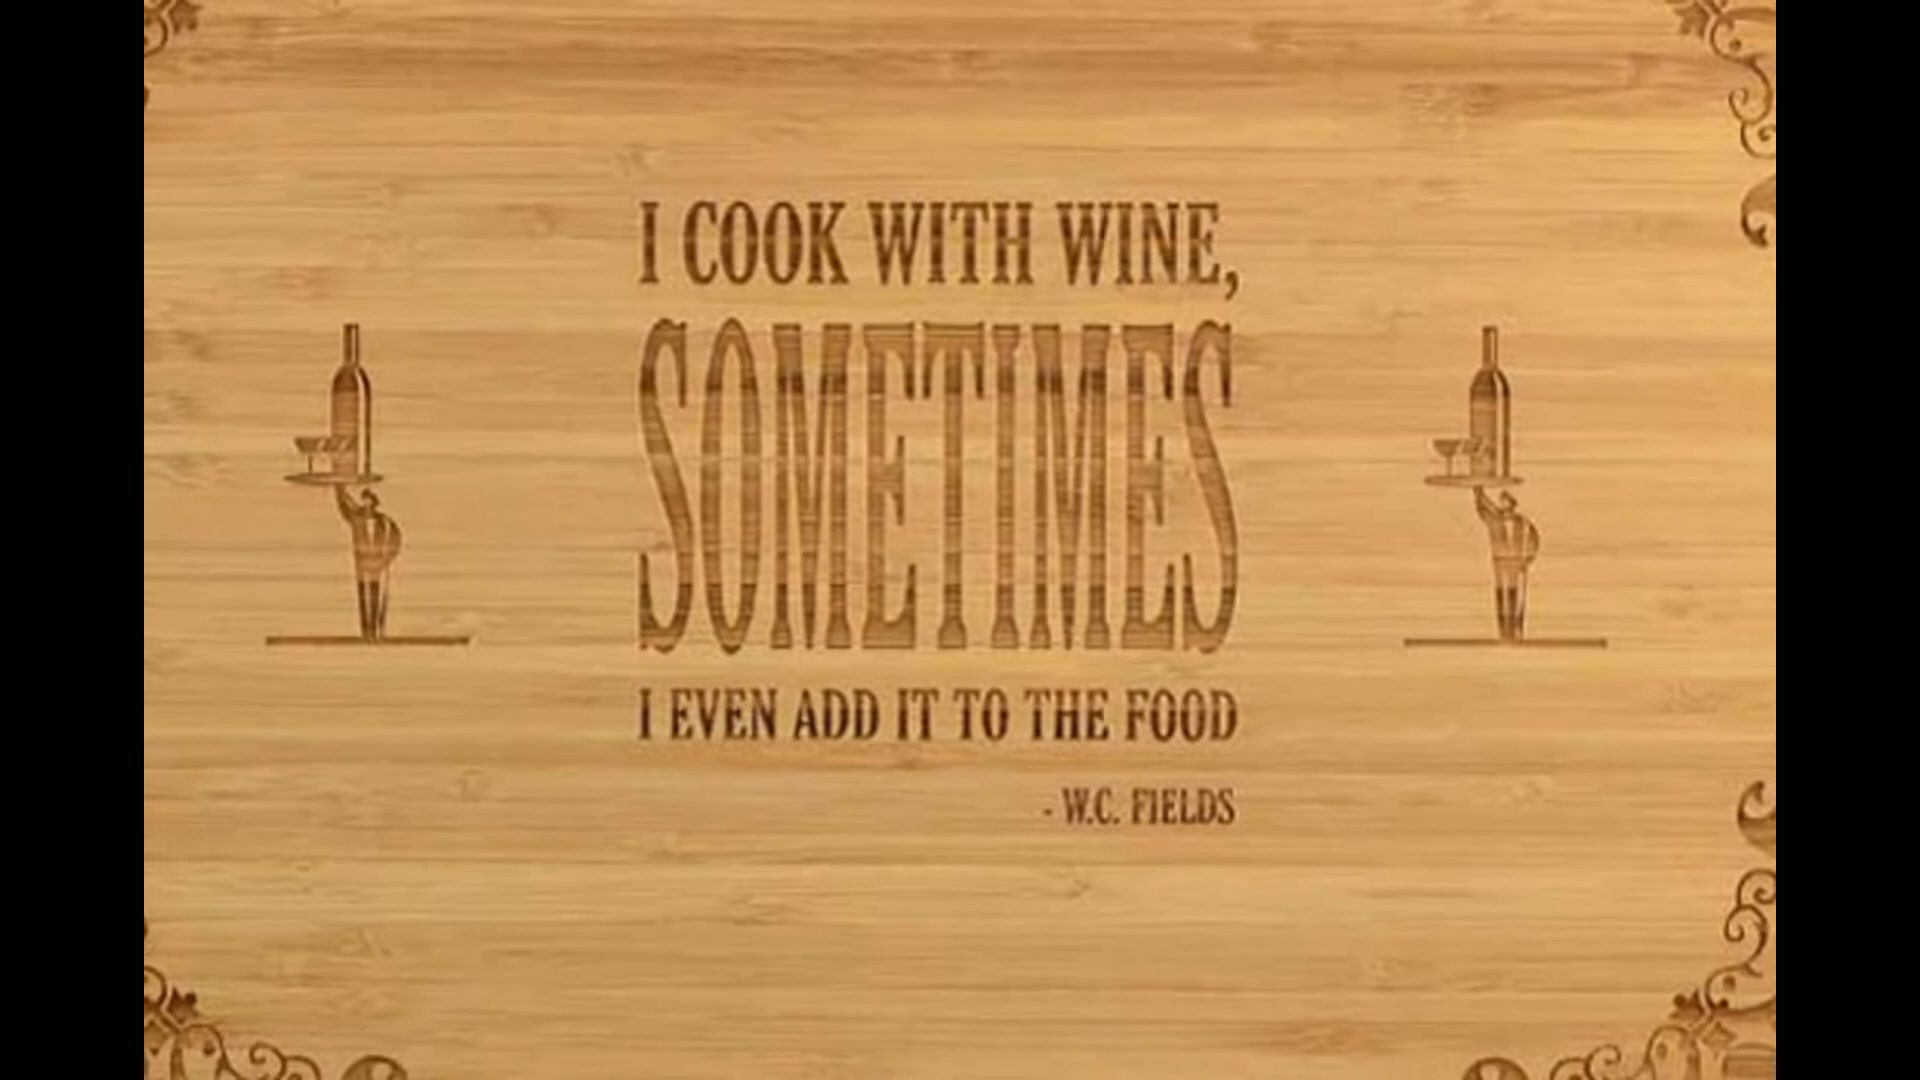 I COOK WITH WINE,
SOMETIMES
I EVEN ADD IT TO THE FOOD
- W.C. FIELDS